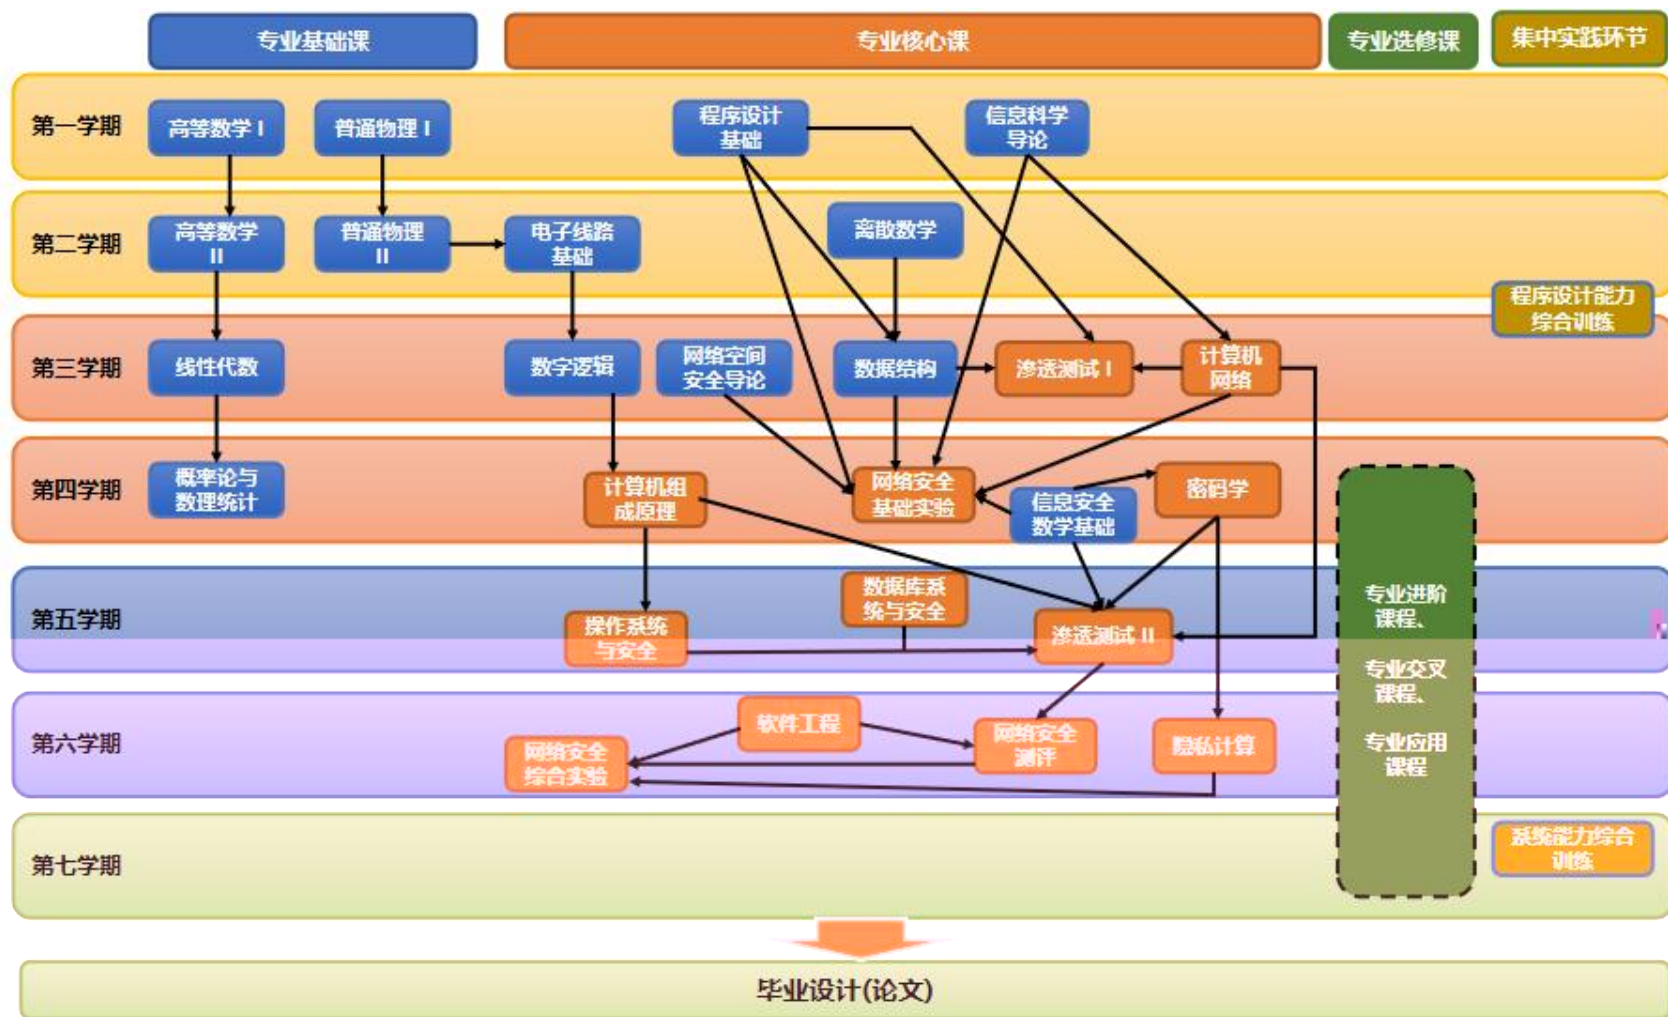 专业基础课
专业核心课
专业选修课
集中实践环节
第一学期
高等数学 I
普通物理 I
程序设计
基础
信息科学
导论
第二学期
高等数学
II
普通物理
II
电子线路
基础
离散数学
程序设计能力
综合训练
第三学期
线性代数
数字逻辑
网络空间
安全导论
数据结构
渗透测试 I
计算机
网络
第四学期
概率论与
数理统计
计算机组
成原理
网络安全
基础实验
信息安全
数学基础
密码学
第五学期
操作系统
与安全
数据库系
统与安全
渗透测试 II
专业进阶
课程、
专业交叉
课程、
专业应用
课程
第六学期
网络安全
综合实验
软件工程
网络安全
测评
隐私计算
第七学期
系统能力综合
训练
毕业设计(论文)